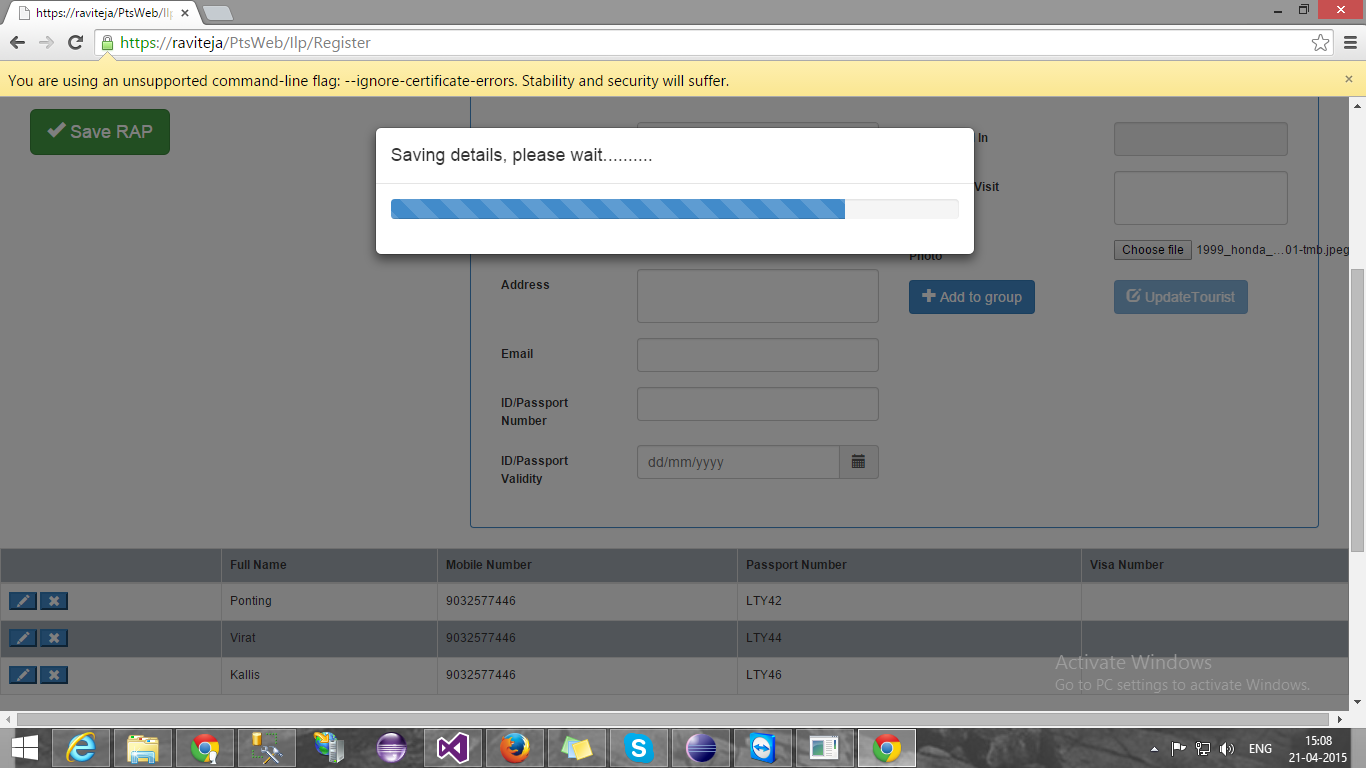 https://raviteja/PtsWeb/Ilp
https://raviteja/PtsWeb/Ilp/Register
You are using an unsupported command-line flag: --ignore-certificate-errors. Stability and security will suffer.
Save RAP
Saving details, please wait..........
In
Visit
Photo
Choose file 1999_honda_...01-tmb.jpeg
Address
Add to group
UpdateTourist
Email
ID/Passport
Number
ID/Passport
Validity
dd/mm/yyyy
Full Name Mobile Number Passport Number Visa Number
Ponting 9032577446 LTY42
Virat 9032577446 LTY44
Kallis 9032577446 LTY46
Activate Windows
Go to PC settings to activate Windows.
ENG
15:08
21-04-2015